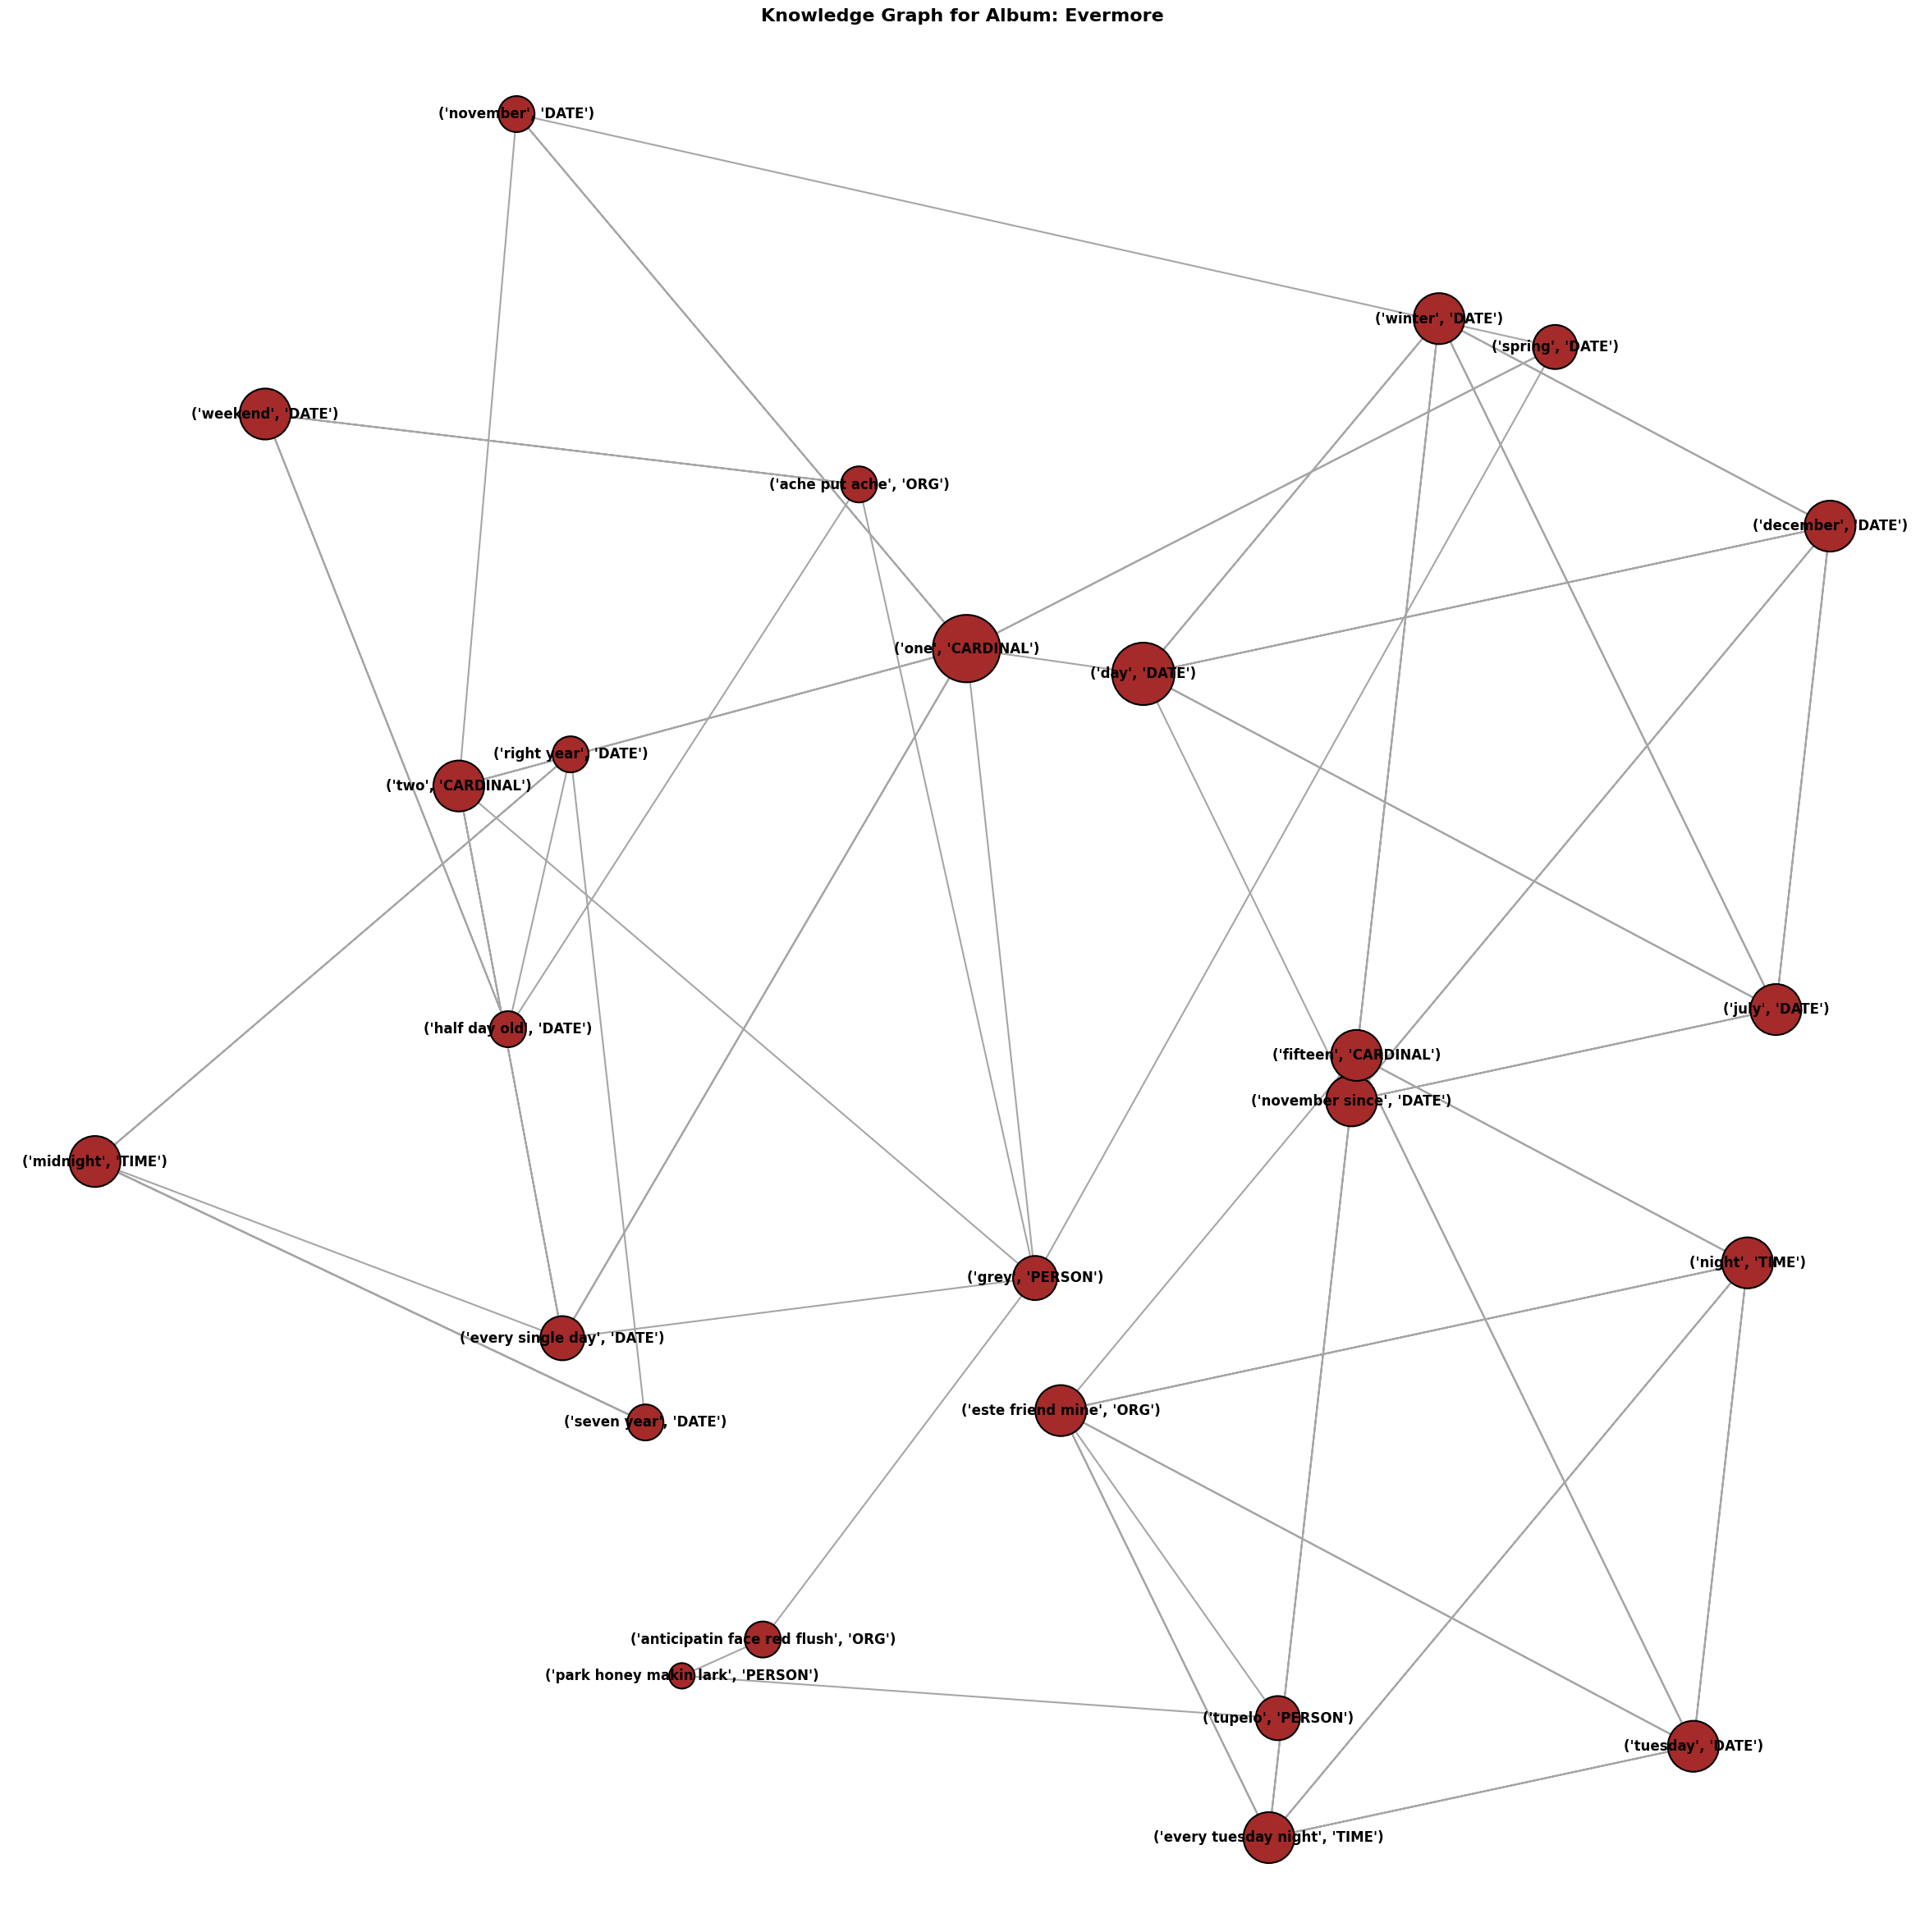 Knowledge Graph for Album: Evermore
('november', 'DATE')
('winter', 'DATE')
('spring', 'DATE')
('weekend', 'DATE')
('ache put ache', 'ORG')
('december', 'DATE')
('one', 'CARDINAL')
('day', 'DATE')
('right year', 'DATE')
('two', 'CARDINAL')
('july', 'DATE')
('half day old', 'DATE')
('fifteen', 'CARDINAL')
('november since', 'DATE')
('midnight', 'TIME')
('night', 'TIME')
('grey', 'PERSON')
('every single day', 'DATE')
('este friend mine', 'ORG')
('seven year', 'DATE')
('anticipatin face red flush', 'ORG')
('park honey makin lark', 'PERSON')
('tupelo', 'PERSON')
('tuesday', 'DATE')
('every tuesday night', 'TIME')